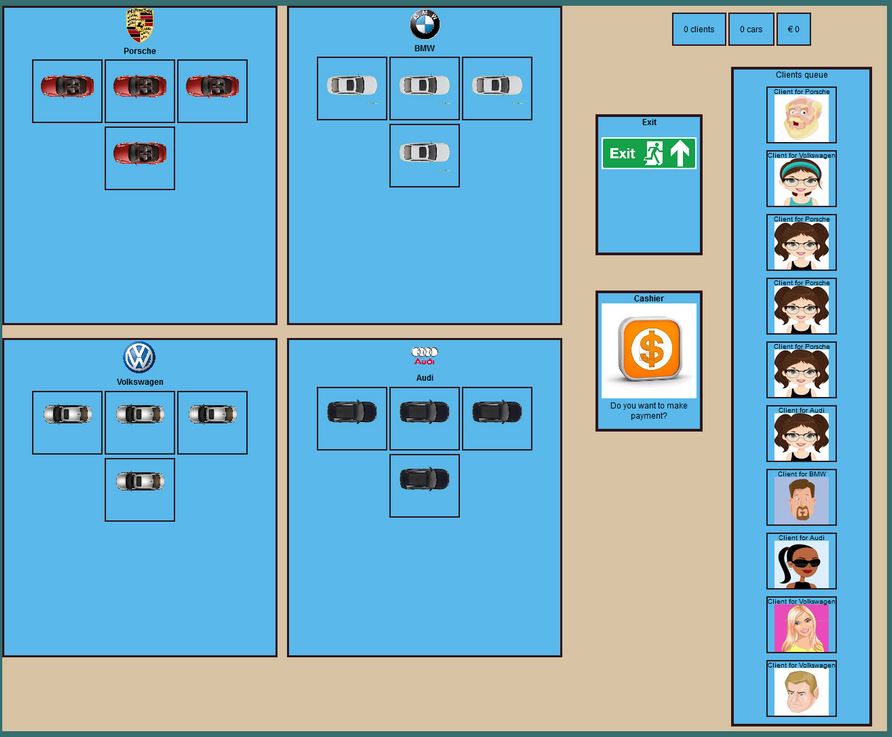 Porsche
BMW
Volkswagen
Audi
Audi
0 clients
0 cars
€ 0
Exit
Exit
Cashier
Do you want to make
payment?
Clients queue
Client for Porsche
Client for Volkswagen
Client for Porsche
Client for Porsche
Client for Porsche
Client for Audi
Client for BMW
Client for Audi
Client for Volkswagen
Client for Volkswagen